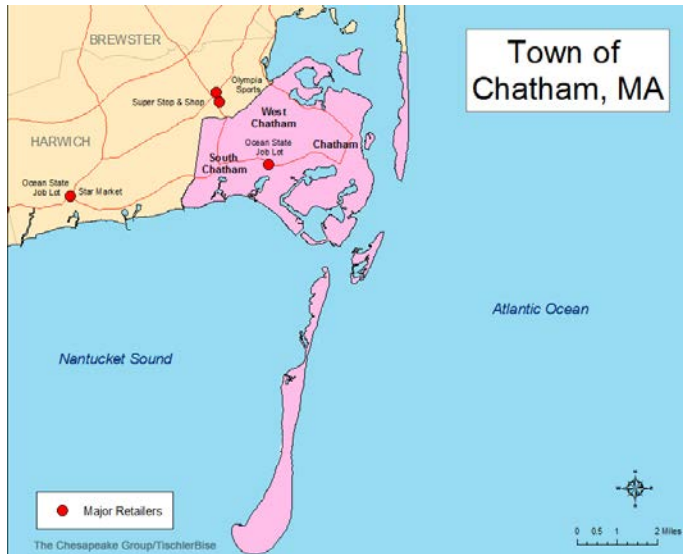 Town of
Chatham, MA
BREWSTER
Olympia
Sports
Super Stop & Shop
West
Chatham
HARWICH
Chatham
Ocean State
Job Lot
South
Chatham
Ocean State
Job Lot
Star Market
Atlantic Ocean
Nantucket Sound
Major Retailers
0 0.5 1 2 Miles
The Chesapeake Group/TischlerBise